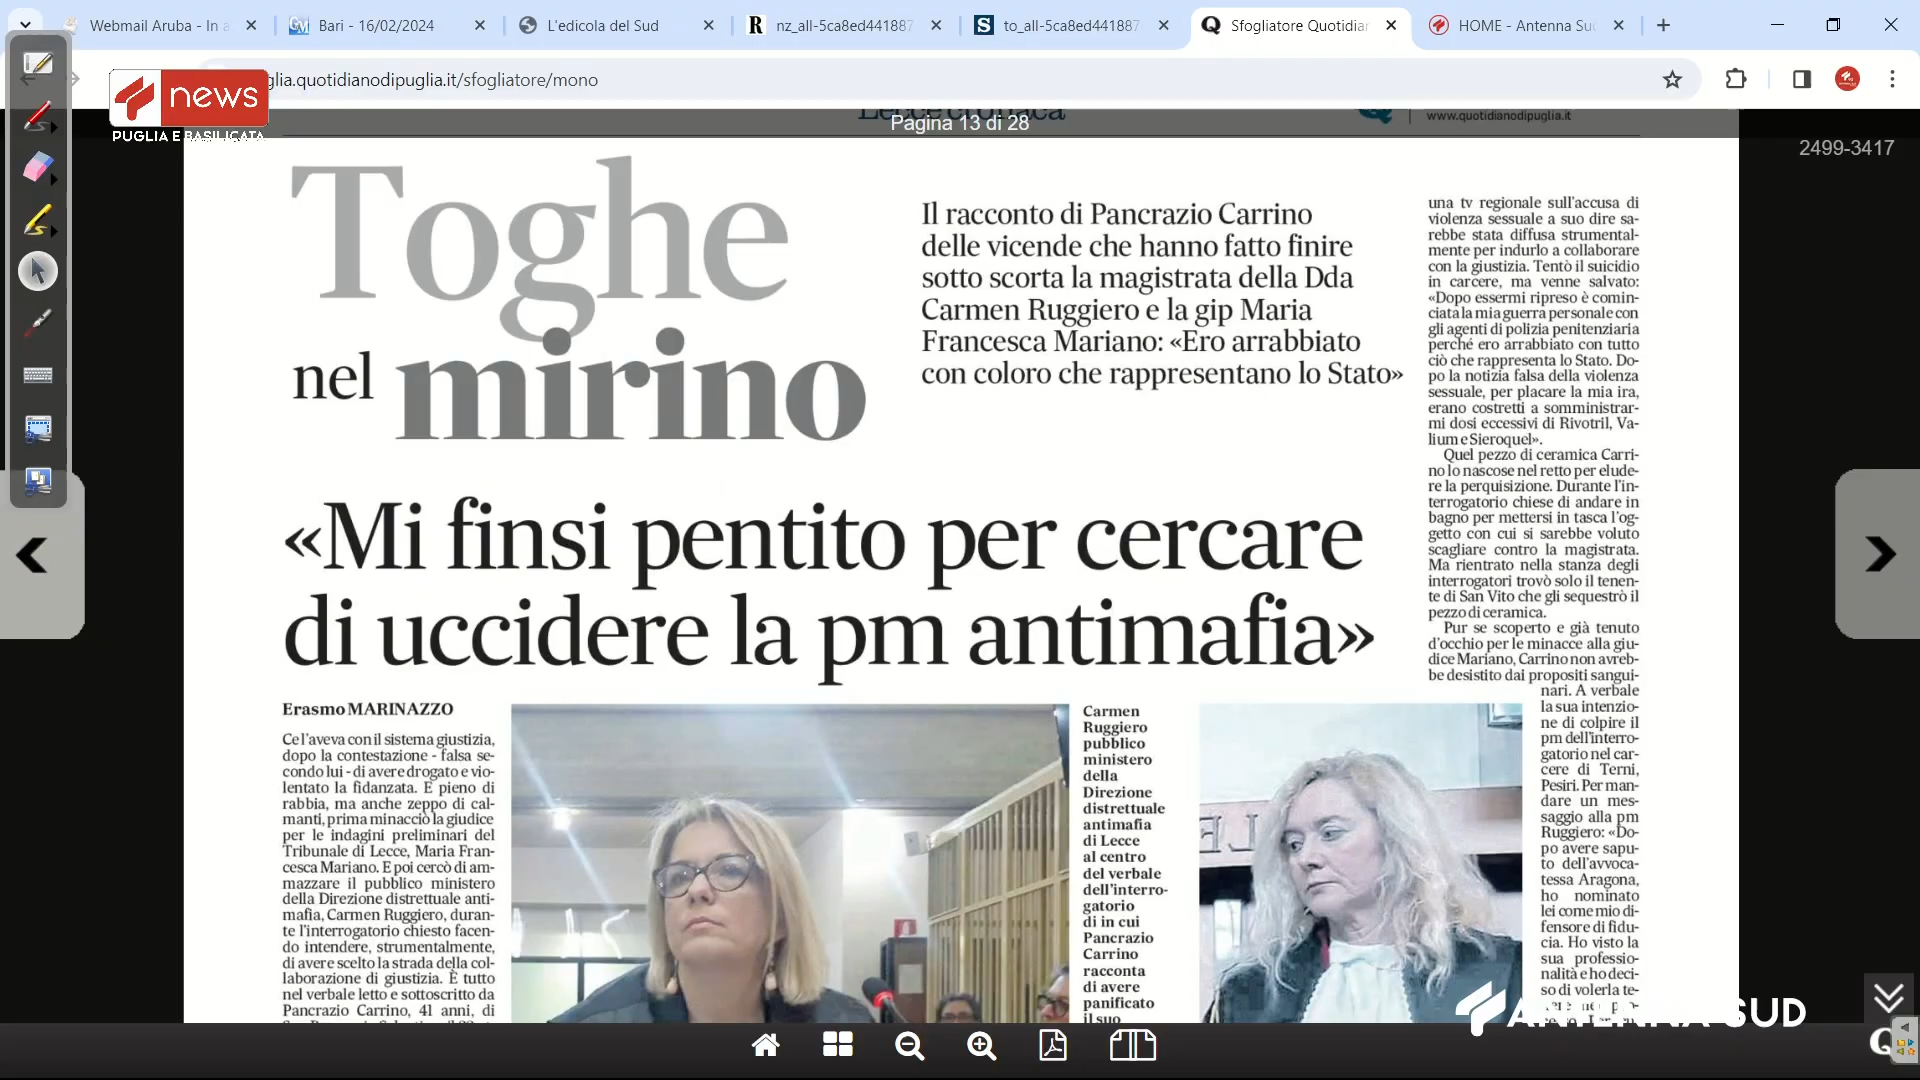 Webmail Aruba - In a
Bari - 16/02/2024
L'edicola del Sud
nz_all-5ca8ed441887
to_all-5ca8ed441887
Sfogliatore Quotidian
HOME - Antenna Sud
glia.quotidianodipuglia.it/sfogliatore/mono
news
PUGLIA E BASILICATA
Lecce cronaca
www.quotidianodipuglia.it
Pagina 13 di 28
2499-3417
Toghe
nel mirino
Il racconto di Pancrazio Carrino
delle vicende che hanno fatto finire
sotto scorta la magistrata della Dda
Carmen Ruggiero e la gip Maria
Francesca Mariano: «Ero arrabbiato
con coloro che rappresentano lo Stato»
«Mi finsi pentito per cercare
di uccidere la pm antimafia»
Erasmo MARINAZZO
Ce l'aveva con il sistema giustizia,
dopo la contestazione - falsa se-
condo lui - di avere drogato e vio-
lentato la fidanzata. E pieno di
rabbia, ma anche zeppo di cal-
manti, prima minacciò la giudice
per le indagini preliminari del
Tribunale di Lecce, Maria Fran-
cesca Mariano. E poi cercò di am-
mazzare il pubblico ministero
della Direzione distrettuale anti-
mafia, Carmen Ruggiero, duran-
te l'interrogatorio chiesto facen-
do intendere, strumentalmente,
di avere scelto la strada della col-
laborazione di giustizia. È tutto
nel verbale letto e sottoscritto da
Pancrazio Carrino, 41 anni, di
Carmen
Ruggiero
pubblico
ministero
della
Direzione
distrettuale
antimafia
di Lecce
al centro
del verbale
dell'interro-
gatorio
di in cui
Pancrazio
Carrino
racconta
di avere
panificato
il suo
una tv regionale sull'accusa di
violenza sessuale a suo dire sa-
rebbe stata diffusa strumental-
mente per indurlo a collaborare
con la giustizia. Tentò il suicidio
in carcere, ma venne salvato:
«Dopo essermi ripreso è comin-
ciata la mia guerra personale con
gli agenti di polizia penitenziaria
perché ero arrabbiato con tutto
ciò che rappresenta lo Stato. Do-
po la notizia falsa della violenza
sessuale, per placare la mia ira,
erano costretti a somministrar-
mi dosi eccessivi di Rivotril, Va-
lium e Sieroquel».
Quel pezzo di ceramica Carri-
no lo nascose nel retto per elude-
re la perquisizione. Durante l'in-
terrogatorio chiese di andare in
bagno per mettersi in tasca l'og-
getto con cui si sarebbe voluto
scagliare contro la magistrata.
Ma rientrato nella stanza degli
interrogatori trovò solo il tenen-
te di San Vito che gli sequestrò il
pezzo di ceramica.
Pur se scoperto e già tenuto
d'occhio per le minacce alla giu-
dice Mariano, Carrino non avreb-
be desistito dai propositi sangui-
nari. A verbale
la sua intenzio-
ne di colpire il
pm dell'interro-
gatorio nel car-
cere di Terni,
Pesiri. Per man-
dare un mes-
saggio alla pm
Ruggiero: «Do-
po avere sapu-
to dell'avvoca-
tessa Aragona,
ho nominato
lei come mio di-
fensore di fidu-
cia. Ho visto la
sua professio-
nalità e ho deci-
so di volerla te-
ANTENNA SUD